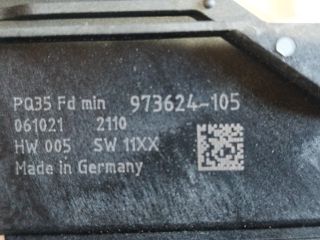 PQ35 Fd min 973624-105
061021 2110
HW 005 SW 11XX
Made in Germany